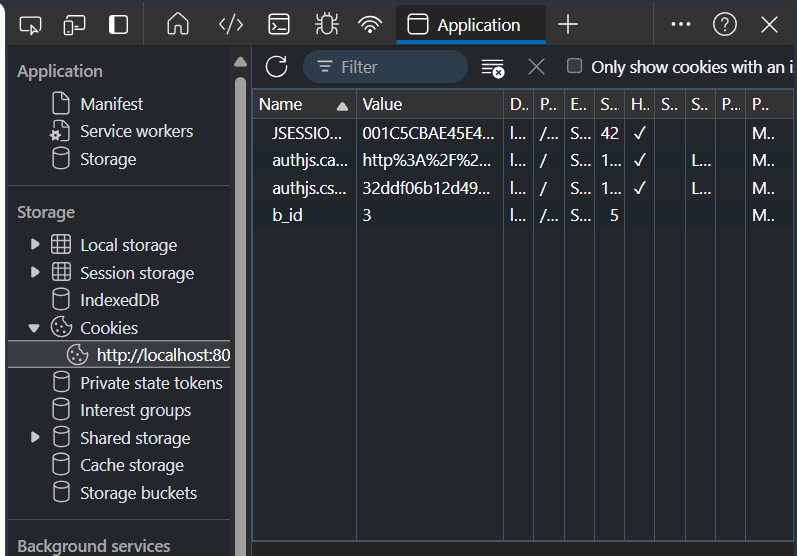 Application
Application
Manifest
Service workers
Storage
Storage
Local storage
Session storage
IndexedDB
Cookies
http://localhost:80
Private state tokens
Interest groups
Shared storage
Cache storage
Storage buckets
Background services
Filter
Only show cookies with an i
Name Value D.. P.. E.. S.. H.. S.. S.. P... P..
JSESSIO... 001C5CBAE45E4... l... /... S... 42 ✓ M..
authjs.ca... http%3A%2F%2... l... / S... 1... ✓ L... M..
authjs.cs... 32ddf06b12d49... l... / S... 1... ✓ L... M..
b_id 3 l... /... S... 5 M..